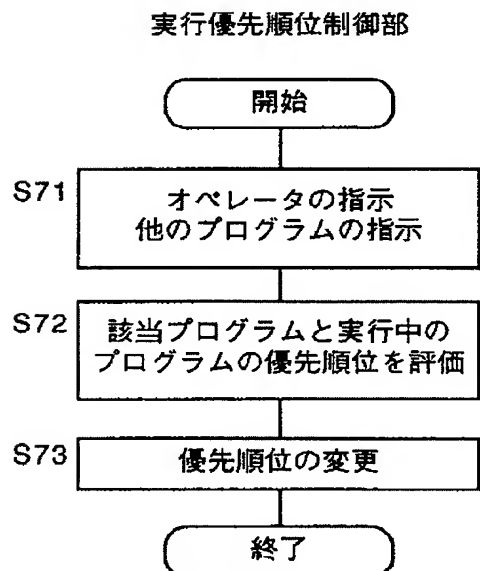 実行優先順位制御部
開始
S71
オペレータの指示
他のプログラムの指示
S72
該当プログラムと実行中の
プログラムの優先順位を評価
S73
優先順位の変更
終了